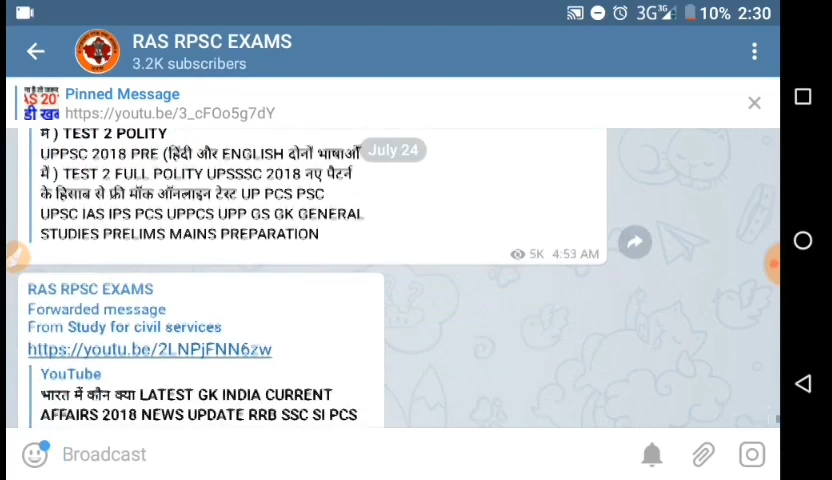 3G 3G 10% 2:30
RAS RPSC EXAMS
3.2K subscribers
Pinned Message
https://youtu.be/3_cFOo5g7dY
में ) TEST 2 POLITY
UPPSC 2018 PRE (हिंदी और ENGLISH दोनों भाषाओँ
July 24
में ) TEST 2 FULL POLITY UPSSSC 2018 नए पैटर्न
के हिसाब से फ्री मॉक ऑनलाइन टेस्ट UP PCS PSC
UPSC IAS IPS PCS UPPCS UPP GS GK GENERAL
STUDIES PRELIMS MAINS PREPARATION
5K 4:53 AM
RAS RPSC EXAMS
Forwarded message
From Study for civil services
https://youtu.be/2LNPjFNN6zw
YouTube
भारत में कौन क्या LATEST GK INDIA CURRENT
AFFAIRS 2018 NEWS UPDATE RRB SSC SI PCS
Broadcast